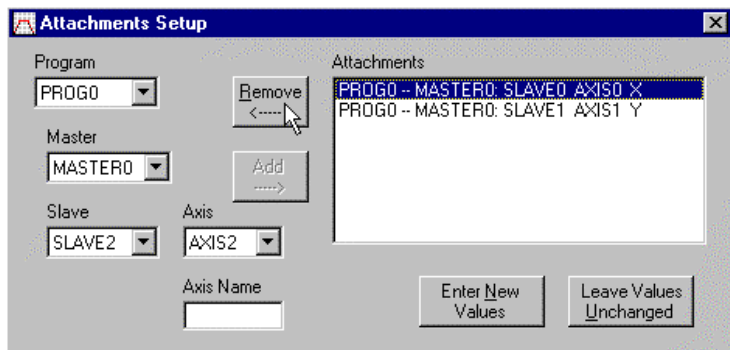 Attachments Setup
Program
PROG0
Master
MASTER0
Slave
SLAVE2
Axis
AXIS2
Axis Name
Remove
<-----
Add
----->
Attachments
PROG0 -- MASTER0: SLAVE0 AXIS0 X
PROG0 -- MASTER0: SLAVE1 AXIS1 Y
Enter New
Values
Leave Values
Unchanged